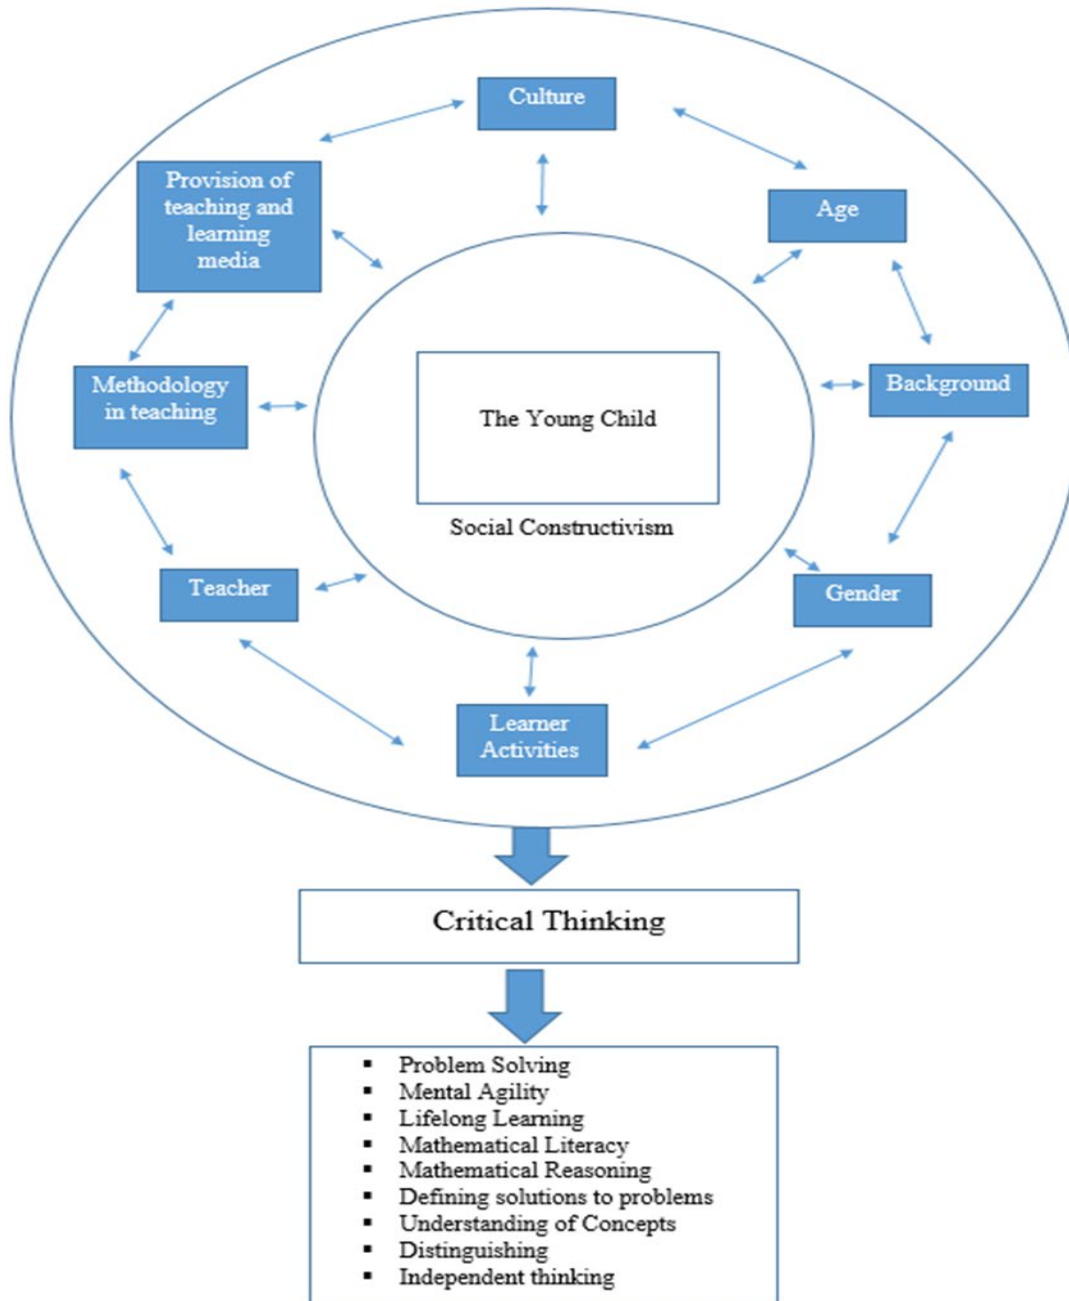 Culture
Provision of
teaching and
learning
media
Age
Methodology
in teaching
Background
The Young Child
Social Constructivism
Teacher
Gender
Learner
Activities
Critical Thinking
▪ Problem Solving
▪ Mental Agility
▪ Lifelong Learning
▪ Mathematical Literacy
▪ Mathematical Reasoning
▪ Defining solutions to problems
▪ Understanding of Concepts
▪ Distinguishing
▪ Independent thinking